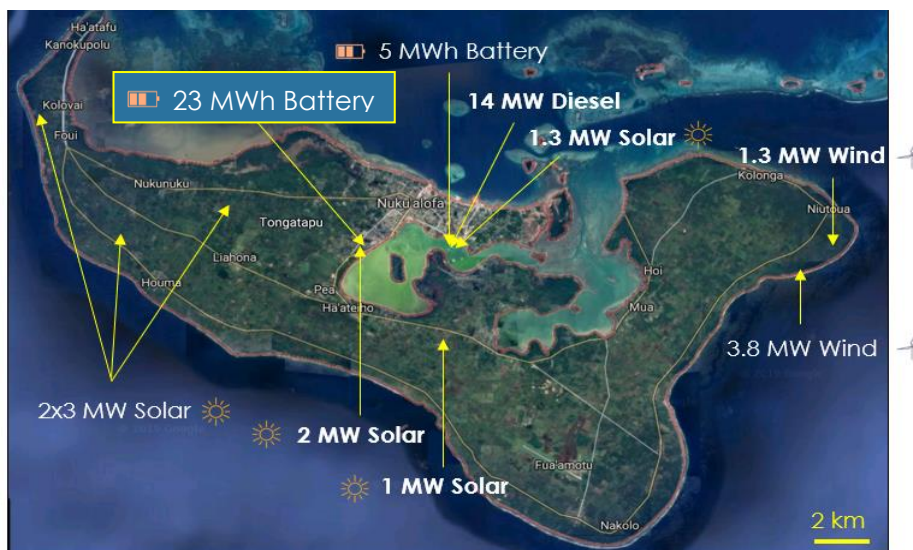 Ha'atafu
Kanokupolu
5 MWh Battery
23 MWh Battery
14 MW Diesel
Kolovai
Foui
1.3 MW Solar
1.3 MW Wind
Kolonga
Nukunuku
Nuku'alofa
Niutoua
Tongatapu
Liahona
Hoi
Houma
Pea
Ha'ateiho
Mua
3.8 MW Wind
2x3 MW Solar
2 MW Solar
Fua'amotu
1 MW Solar
Nakolo
2 km